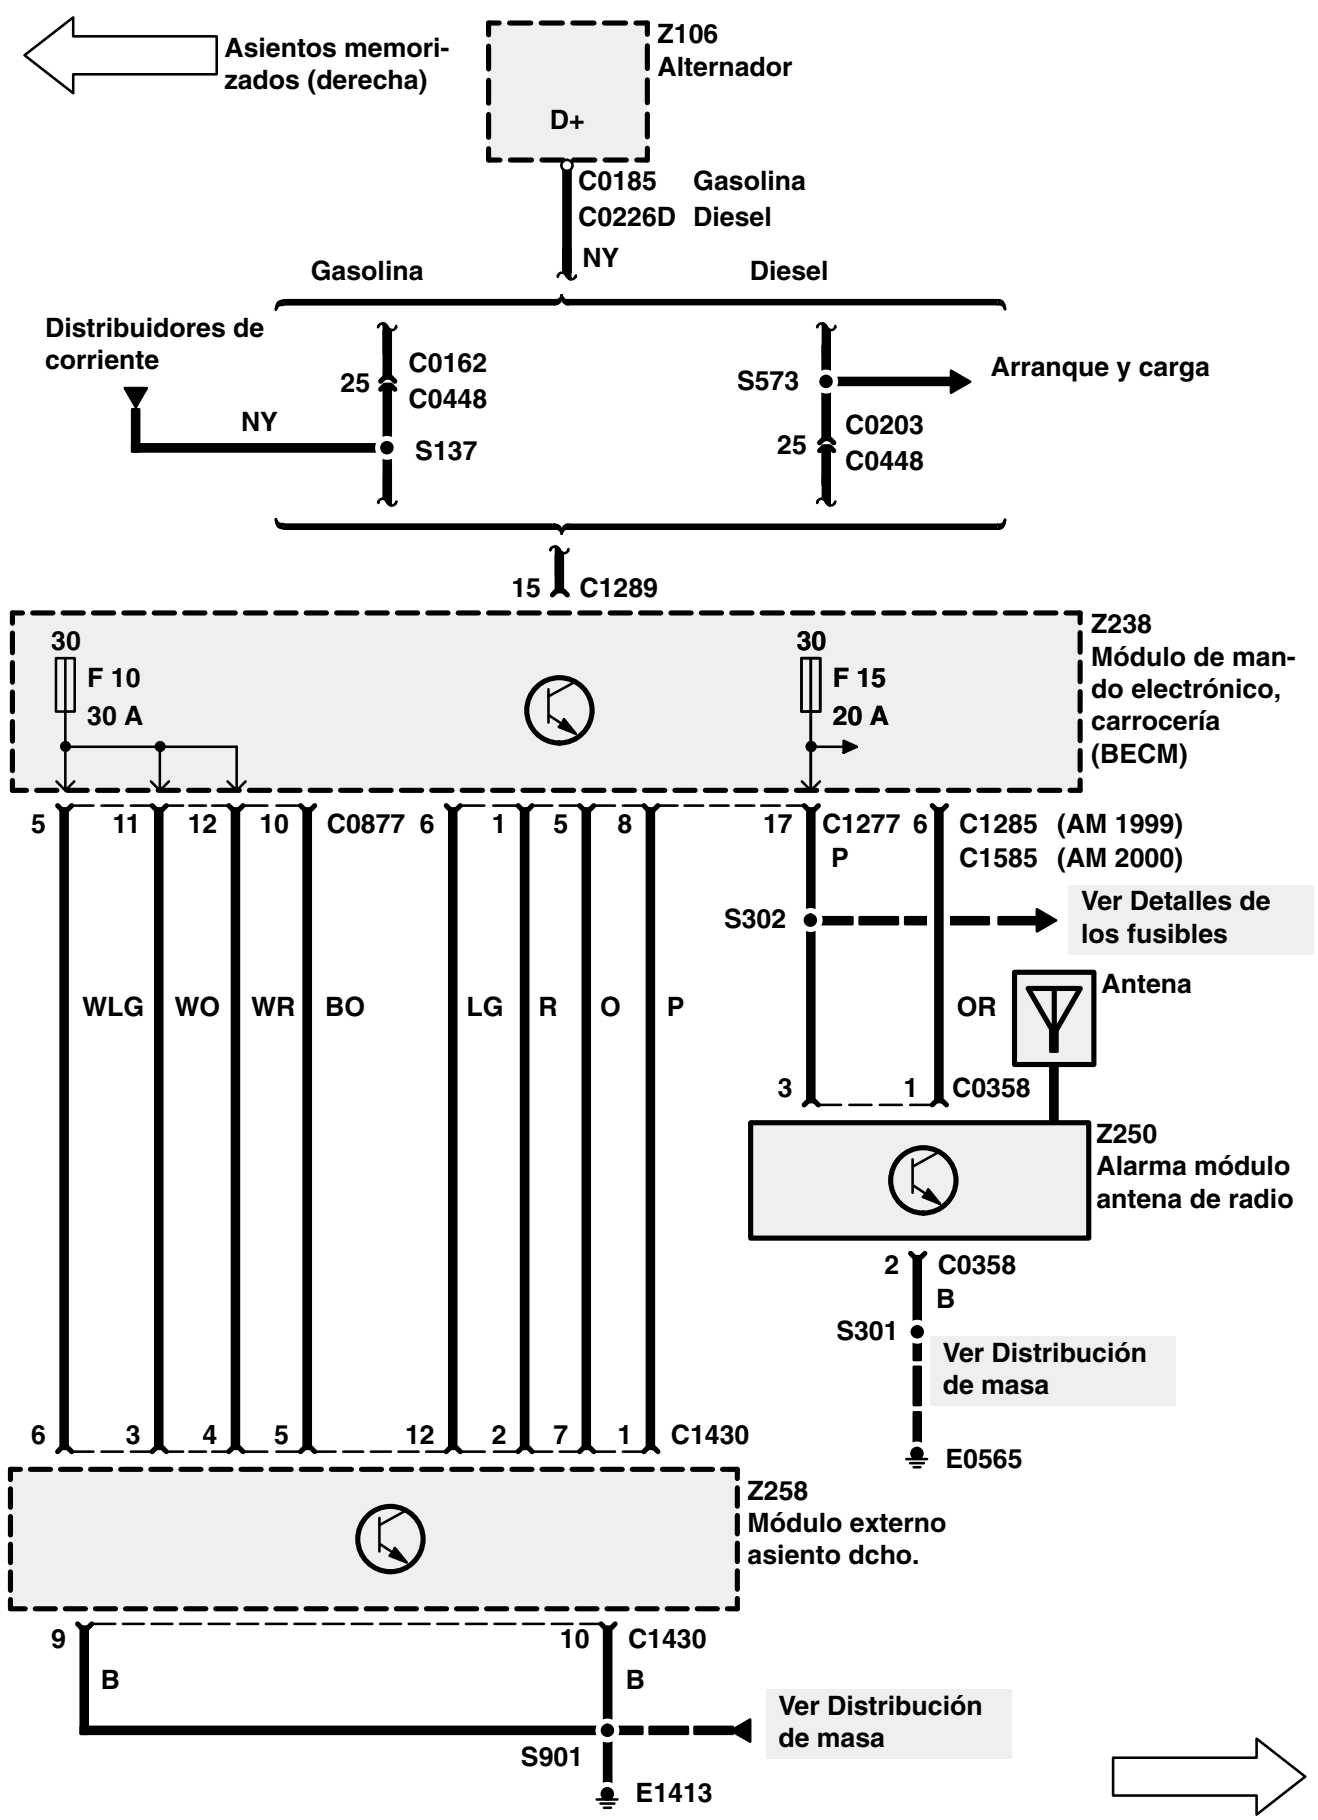 Asientos memori-
zados (derecha)
Z106
Alternador
D+
C0185 Gasolina
C0226D Diesel
NY
Gasolina
Diesel
Distribuidores de
corriente
NY
25
C0162
C0448
S137
S573
Arranque y carga
25
C0203
C0448
15 C1289
Z238
Módulo de man-
do electrónico,
carrocería
(BECM)
30
F 10
30 A
30
F 15
20 A
5 11 12 10 C0877 6 1 5 8 17 C1277 6 C1285 (AM 1999)
P C1585 (AM 2000)
S302
Ver Detalles de
los fusibles
WLG WO WR BO LG R O P OR
Antena
3 1 C0358
Z250
Alarma módulo
antena de radio
2 C0358
B
S301
Ver Distribución
de masa
E0565
6 3 4 5 12 2 7 1 C1430
Z258
Módulo externo
asiento dcho.
9 10 C1430
B B
Ver Distribución
de masa
S901
E1413